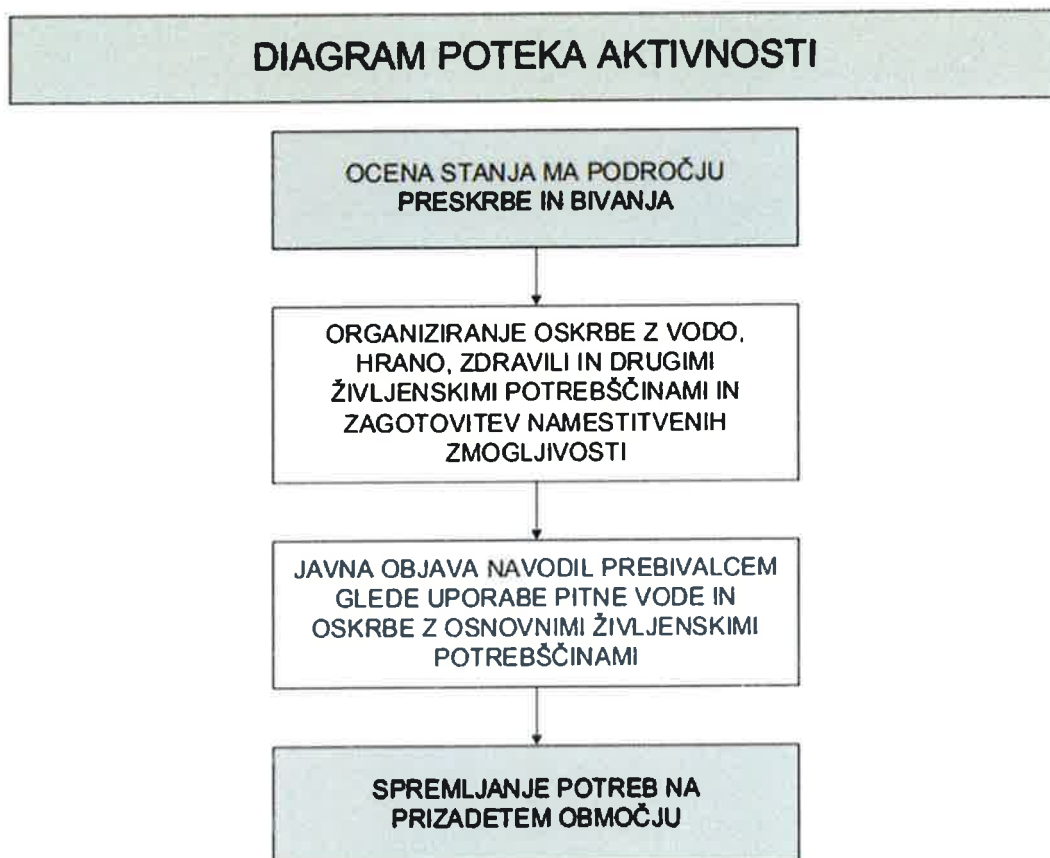 DIAGRAM POTEKA AKTIVNOSTI
OCENA STANJA MA PODROČJU
PRESKRBE IN BIVANJA
ORGANIZIRANJE OSKRBE Z VODO,
HRANO, ZDRAVILI IN DRUGIMI
ŽIVLJENSKIMI POTREBŠČINAMI IN
ZAGOTOVITEV NAMESTITVENIH
ZMOGLJIVOSTI
JAVNA OBJAVA NAVODIL PREBIVALCEM
GLEDE UPORABE PITNE VODE IN
OSKRBE Z OSNOVNIMI ŽIVLJENSKIMI
POTREBŠČINAMI
SPREMLJANJE POTREB NA
PRIZADETEM OBMOČJU